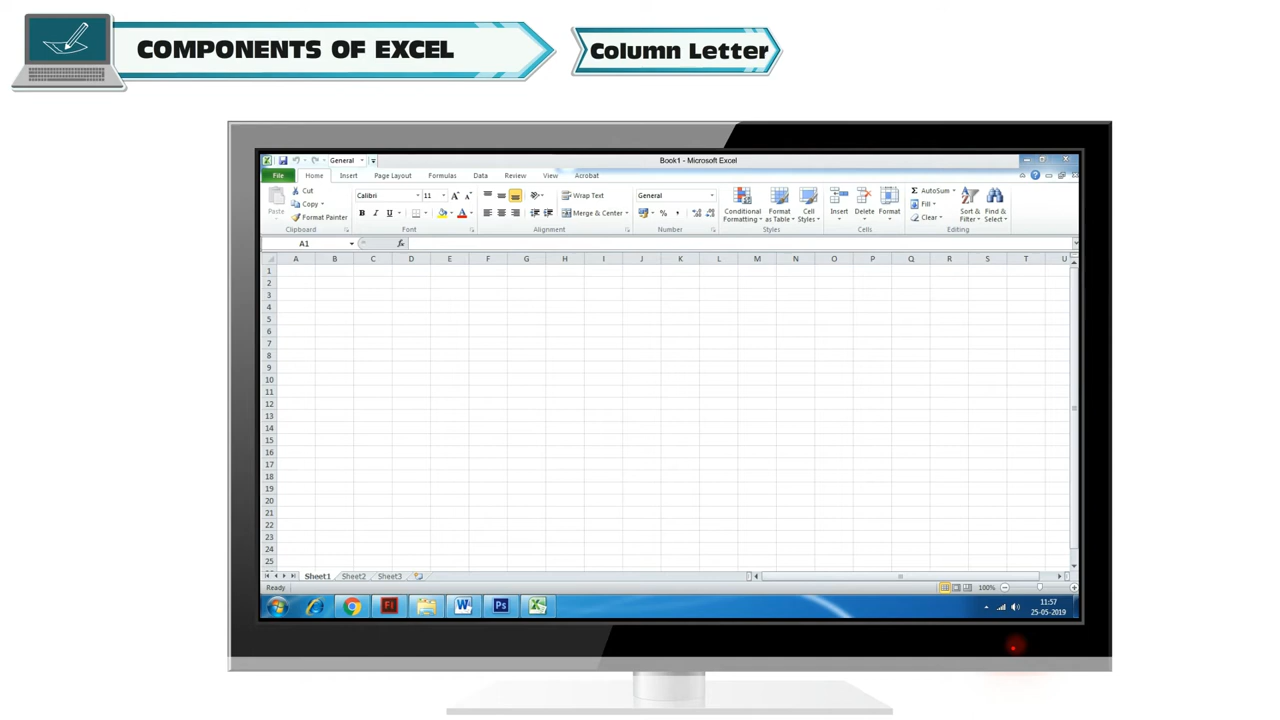 COMPONENTS OF EXCEL
Column Letter
General
Book1 - Microsoft Excel
File Home Insert Page Layout Formulas Data Review View Acrobat
Paste
Cut
Copy
Format Painter
Clipboard
Calibri 11
B I U A
Font
Wrap Text
Merge & Center
Alignment
General
% ,
Number
Conditional Formatting
Format as Table
Cell Styles
Styles
Insert
Delete
Format
Cells
Σ AutoSum
Fill
Clear
Sort & Filter
Find & Select
Editing
A1 fx
A B C D E F G H I J K L M N O P Q R S T U
1
2
3
4
5
6
7
8
9
10
11
12
13
14
15
16
17
18
19
20
21
22
23
24
25
Sheet1 Sheet2 Sheet3
Ready 100%
Fl W Ps
11:57
25-05-2019